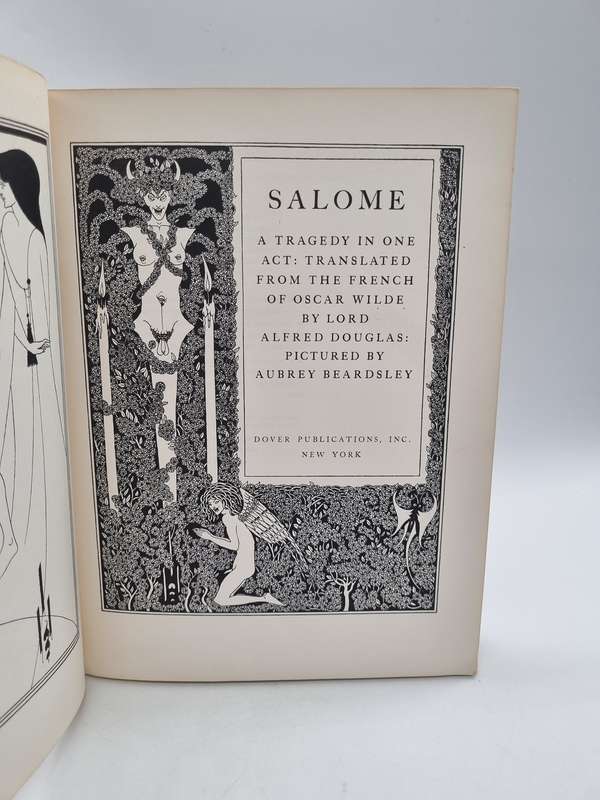 SALOME
A TRAGEDY IN ONE
ACT: TRANSLATED
FROM THE FRENCH
OF OSCAR WILDE
BY LORD
ALFRED DOUGLAS:
PICTURED BY
AUBREY BEARDSLEY
DOVER PUBLICATIONS, INC.
NEW YORK